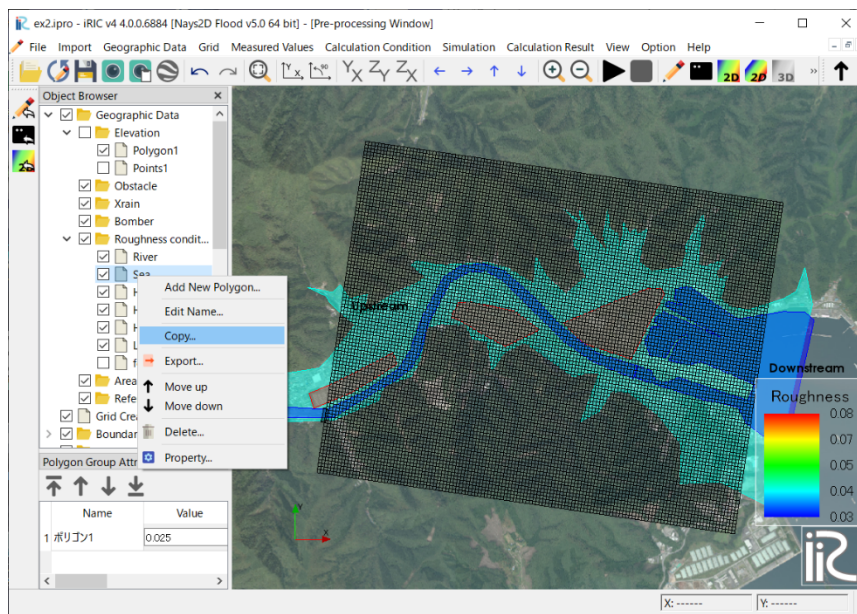 ex2.ipro - iRIC v4 4.0.0.6884 [Nays2D Flood v5.0 64 bit] - [Pre-processing Window]
File Import Geographic Data Grid Measured Values Calculation Condition Simulation Calculation Result View Option Help
Object Browser
Geographic Data
Elevation
Polygon1
Points1
Obstacle
Xrain
Bomber
Roughness condit...
River
Sea
Add New Polygon...
Edit Name...
Copy...
Export...
Move up
Move down
Delete...
Property...
H
H
H
L
f
Area
Refe
Grid Crea
Boundar
Polygon Group Attr
Name Value
1 ポリゴン1 0.025
Upstream
Downstream
Roughness
0.08
0.07
0.05
0.04
0.03
Y
X
iRIC
X: ------ Y: ------